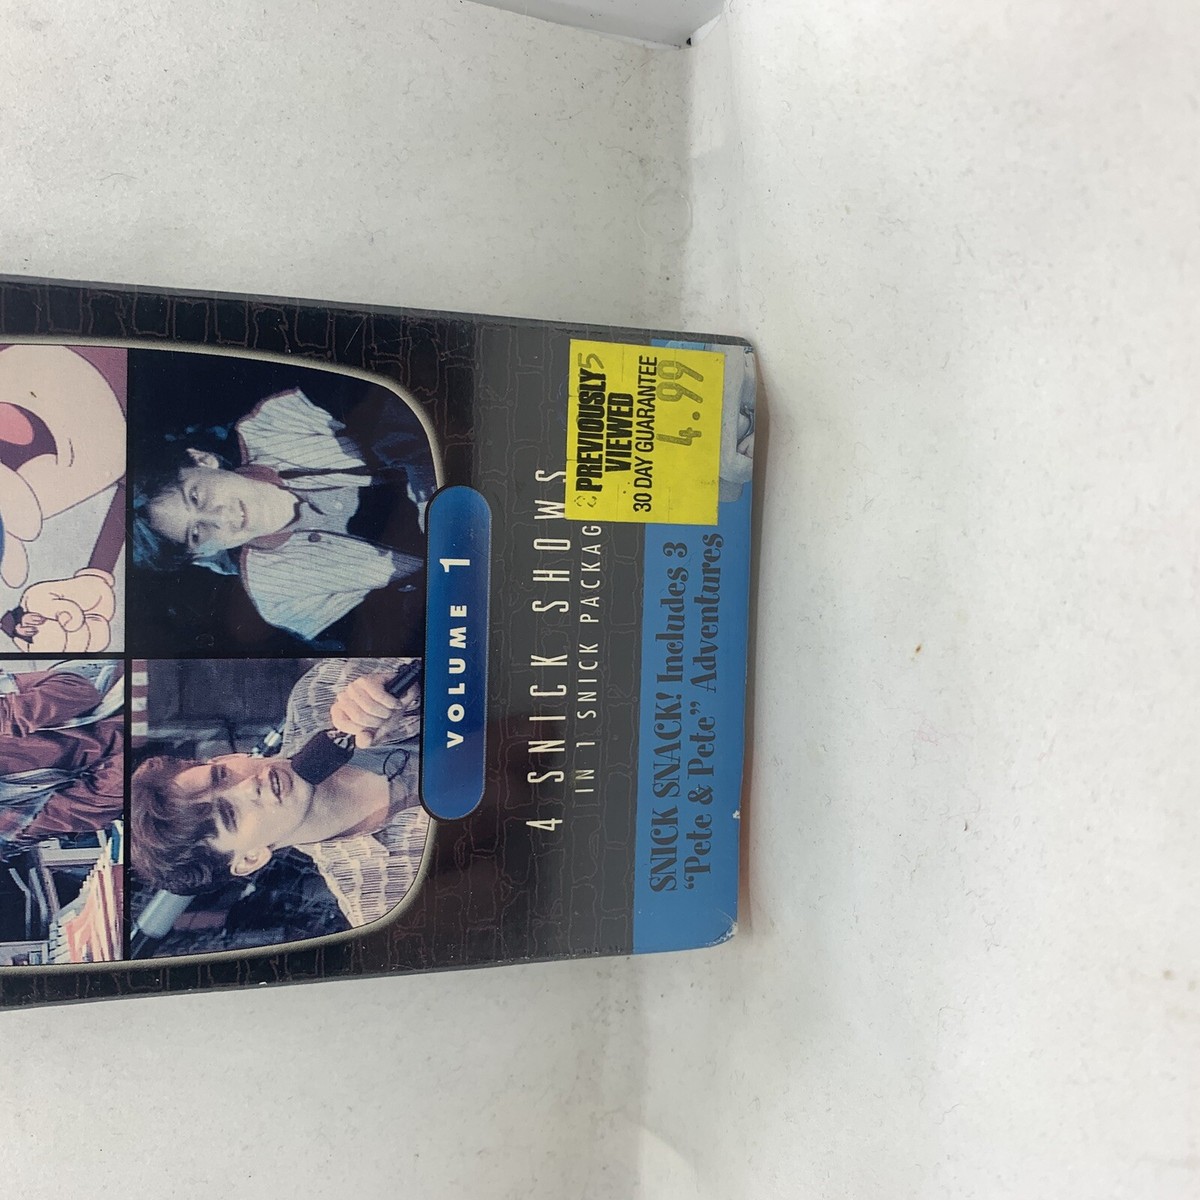 VOLUME 1
4 SNICK SHOWS
IN 1 SNICK PACKAG
PREVIOUSLY 5
VIEWED
30 DAY GUARANTEE
4.99
SNICK SNACK! Includes 3
"Pete & Pete" Adventures